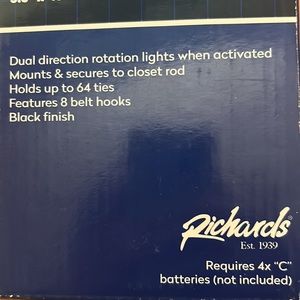 Dual direction rotation lights when activated
Mounts & secures to closet rod
Holds up to 64 ties
Features 8 belt hooks
Black finish
Richards®
Est. 1939
Requires 4x "C"
batteries (not included)